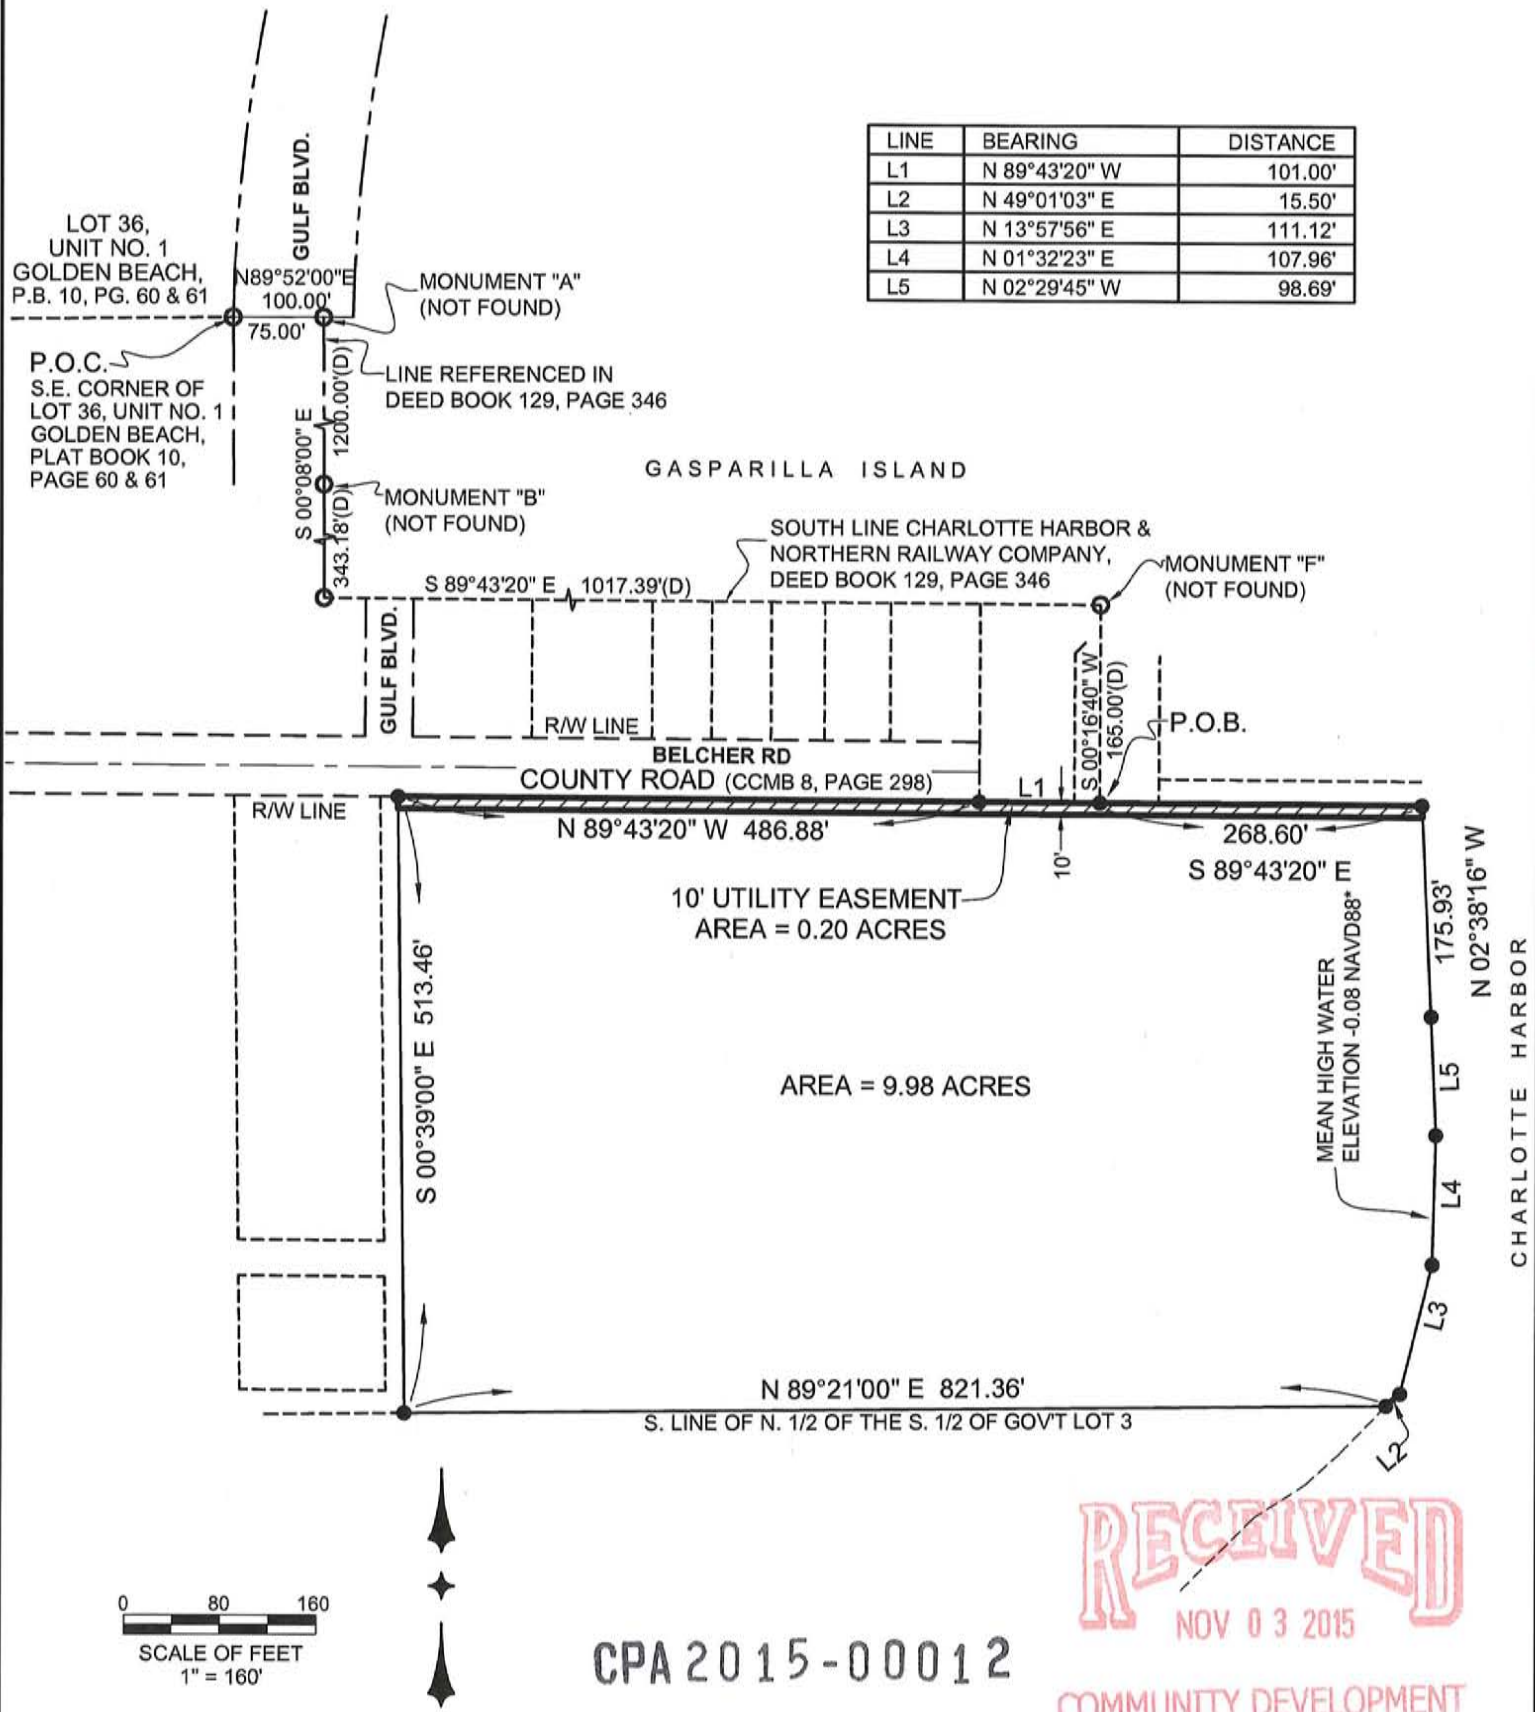 GULF BLVD.
LINE BEARING DISTANCE
L1 N 89°43'20" W 101.00'
L2 N 49°01'03" E 15.50'
L3 N 13°57'56" E 111.12'
L4 N 01°32'23" E 107.96'
L5 N 02°29'45" W 98.69'
LOT 36,
UNIT NO. 1
GOLDEN BEACH,
P.B. 10, PG. 60 & 61
N89°52'00"E
100.00'
75.00'
MONUMENT "A"
(NOT FOUND)
P.O.C.
S.E. CORNER OF
LOT 36, UNIT NO. 1
GOLDEN BEACH,
PLAT BOOK 10,
PAGE 60 & 61
LINE REFERENCED IN
DEED BOOK 129, PAGE 346
S 00°08'00" E
1200.00'(D)
343.18'(D)
MONUMENT "B"
(NOT FOUND)
GASPARILLA ISLAND
SOUTH LINE CHARLOTTE HARBOR &
NORTHERN RAILWAY COMPANY,
DEED BOOK 129, PAGE 346
MONUMENT "F"
(NOT FOUND)
S 89°43'20" E 1017.39'(D)
GULF BLVD.
S 00°16'40" W
165.00'(D)
P.O.B.
R/W LINE
BELCHER RD
COUNTY ROAD (CCMB 8, PAGE 298)
L1
R/W LINE
N 89°43'20" W 486.88'
10'
268.60'
S 89°43'20" E
10' UTILITY EASEMENT
AREA = 0.20 ACRES
175.93'
N 02°38'16" W
S 00°39'00" E 513.46'
MEAN HIGH WATER
ELEVATION -0.08 NAVD88*
CHARLOTTE HARBOR
AREA = 9.98 ACRES
L5
L4
L3
N 89°21'00" E 821.36'
S. LINE OF N. 1/2 OF THE S. 1/2 OF GOV'T LOT 3
L2
0 80 160
SCALE OF FEET
1" = 160'
CPA 2015-00012
RECEIVED
NOV 03 2015
COMMUNITY DEVELOPMENT